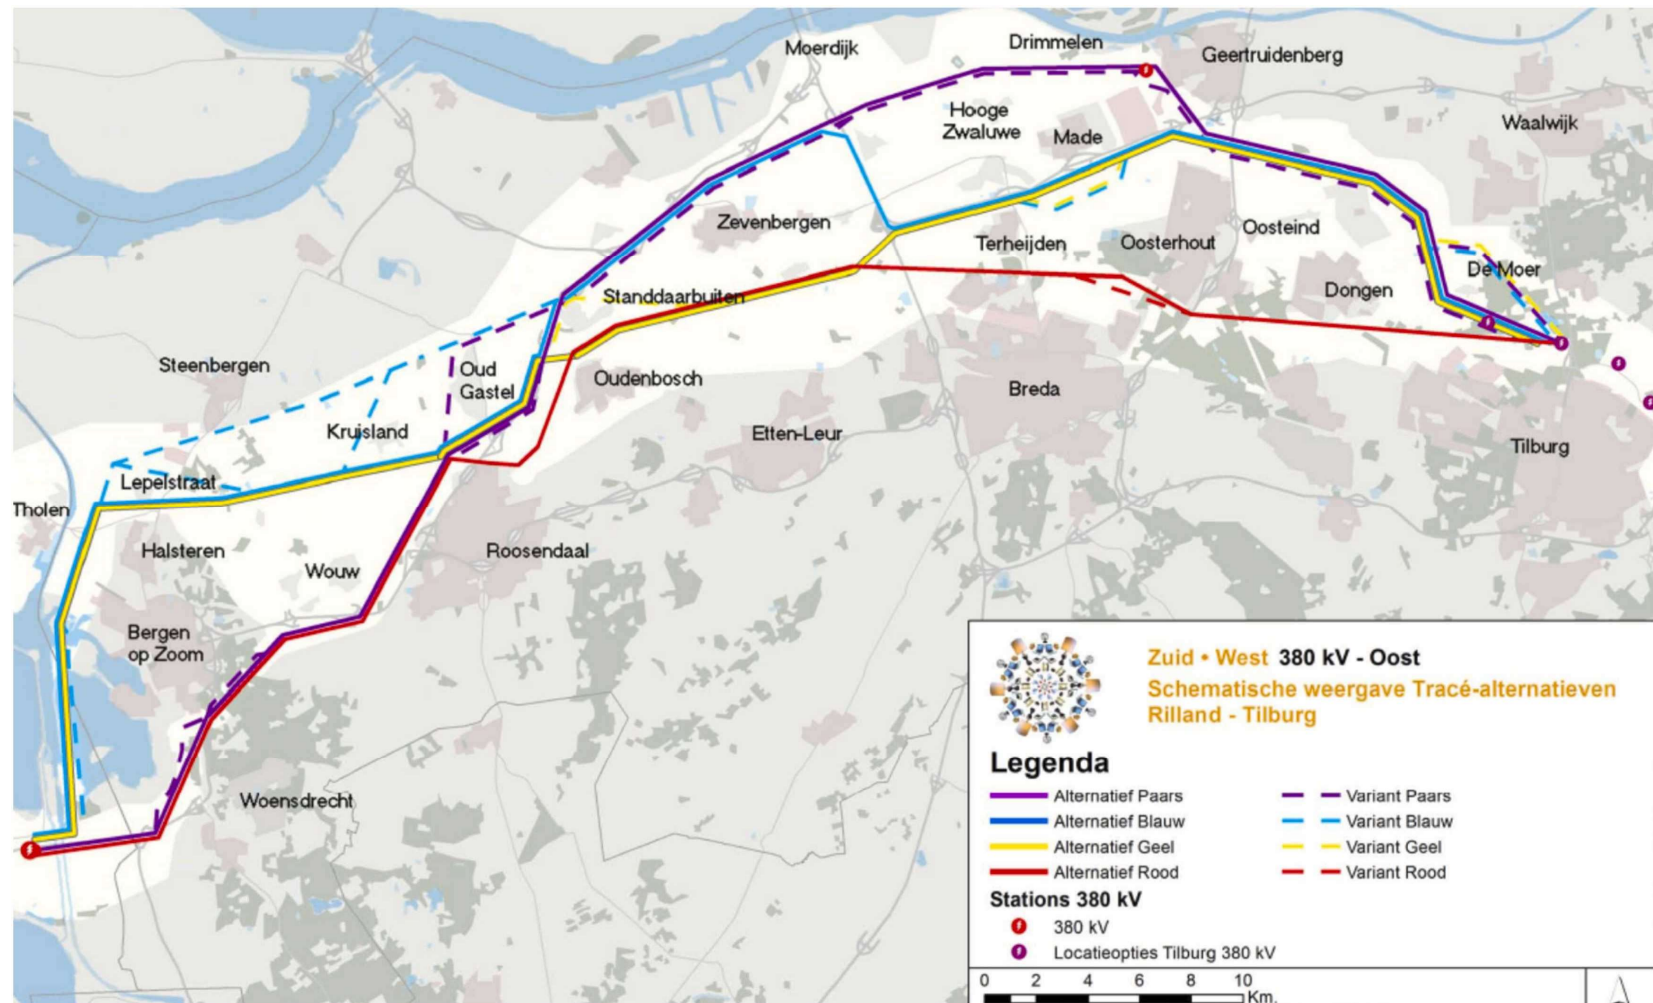 Moerdijk
Drimmelen
Geertruidenberg
Hooge
Zwaluwe
Made
Waalwijk
Zevenbergen
Terheijden
Oosterhout
Oosteind
De Moer
Standdaarbuiten
Dongen
Steenbergen
Oud
Gastel
Oudenbosch
Breda
Kruisland
Etten-Leur
Tilburg
Lepelstraat
Tholen
Halsteren
Roosendaal
Wouw
Bergen
op Zoom
Woensdrecht
Zuid • West 380 kV - Oost
Schematische weergave Tracé-alternatieven
Rilland - Tilburg
Legenda
Alternatief Paars
Variant Paars
Alternatief Blauw
Variant Blauw
Alternatief Geel
Variant Geel
Alternatief Rood
Variant Rood
Stations 380 kV
380 kV
Locatieopties Tilburg 380 kV
0 2 4 6 8 10
Km.